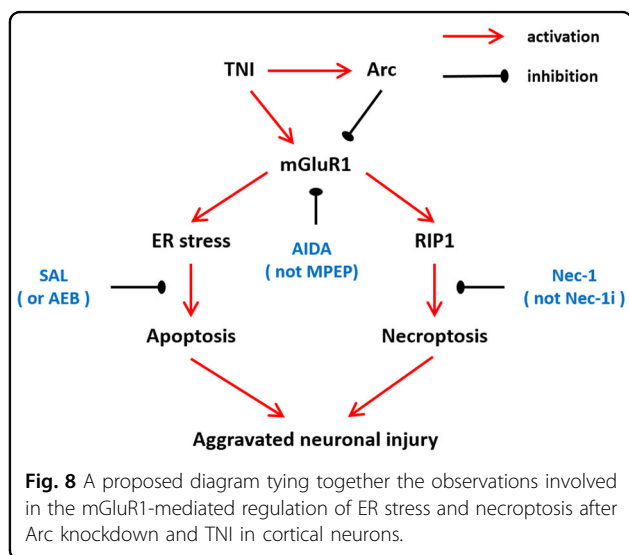 TNI
Arc
activation
inhibition
mGluR1
ER stress
AIDA
( not MPEP)
RIP1
SAL
( or AEB )
Nec-1
( not Nec-1i )
Apoptosis
Necroptosis
Aggravated neuronal injury
Fig. 8 A proposed diagram tying together the observations involved
in the mGluR1-mediated regulation of ER stress and necroptosis after
Arc knockdown and TNI in cortical neurons.